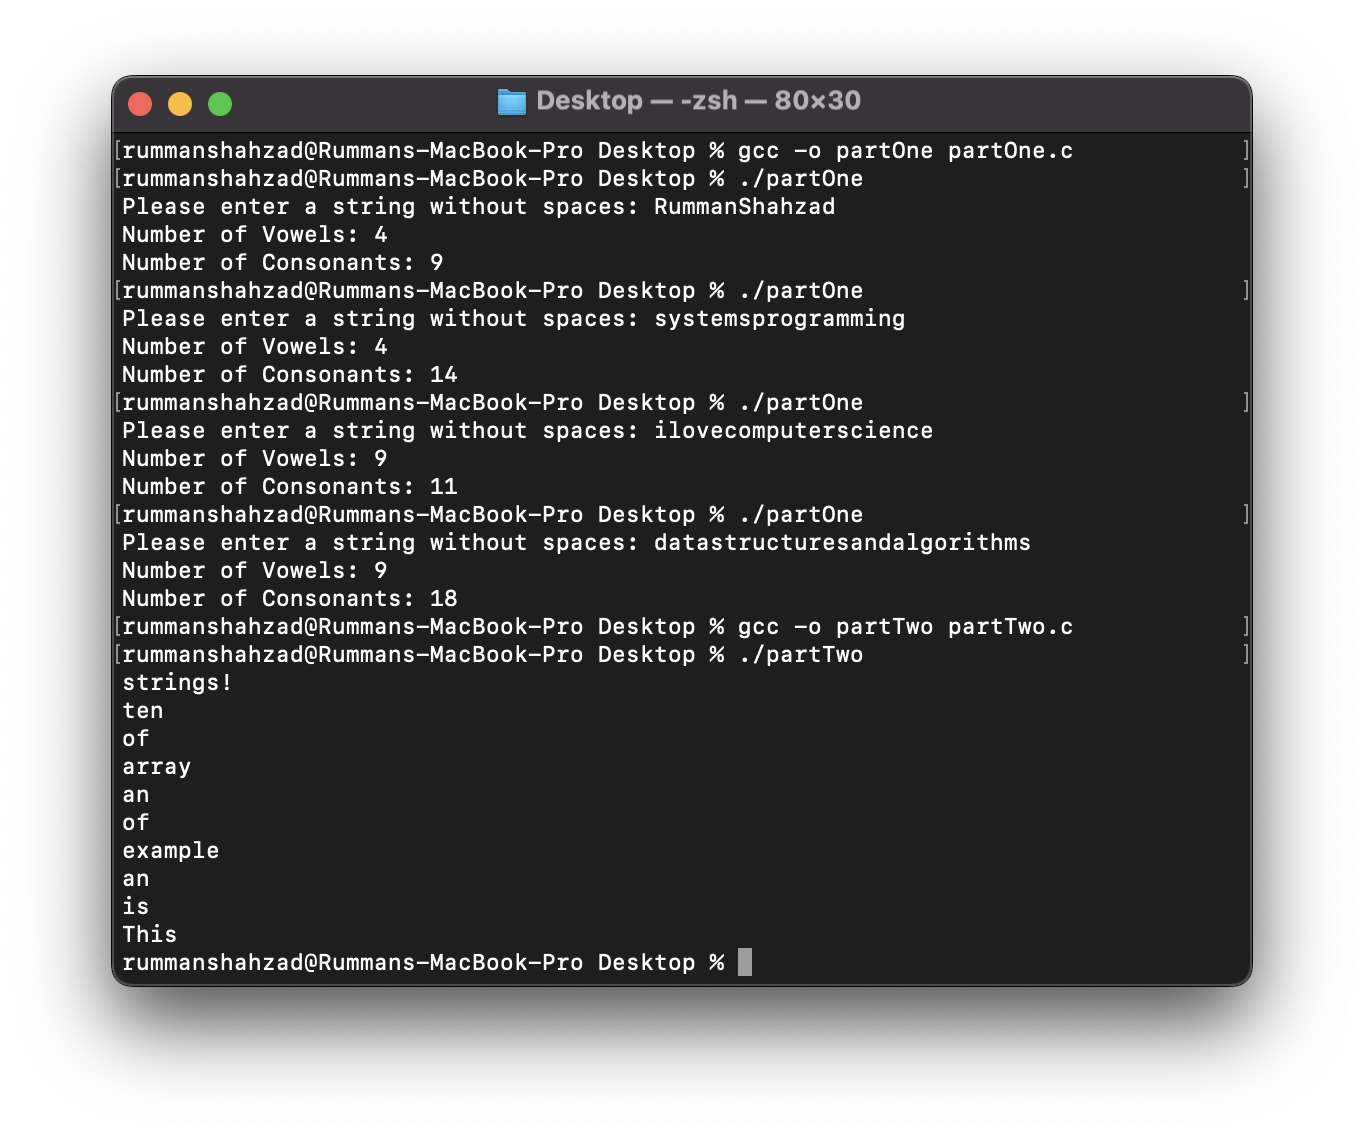 Desktop — -zsh — 80×30
[rummanshahzad@Rummans-MacBook-Pro Desktop % gcc -o partOne partOne.c ]
[rummanshahzad@Rummans-MacBook-Pro Desktop % ./partOne ]
Please enter a string without spaces: RummanShahzad
Number of Vowels: 4
Number of Consonants: 9
[rummanshahzad@Rummans-MacBook-Pro Desktop % ./partOne ]
Please enter a string without spaces: systemsprogramming
Number of Vowels: 4
Number of Consonants: 14
[rummanshahzad@Rummans-MacBook-Pro Desktop % ./partOne ]
Please enter a string without spaces: ilovecomputerscience
Number of Vowels: 9
Number of Consonants: 11
[rummanshahzad@Rummans-MacBook-Pro Desktop % ./partOne ]
Please enter a string without spaces: datastructuresandalgorithms
Number of Vowels: 9
Number of Consonants: 18
[rummanshahzad@Rummans-MacBook-Pro Desktop % gcc -o partTwo partTwo.c ]
[rummanshahzad@Rummans-MacBook-Pro Desktop % ./partTwo ]
strings!
ten
of
array
an
of
example
an
is
This
rummanshahzad@Rummans-MacBook-Pro Desktop %